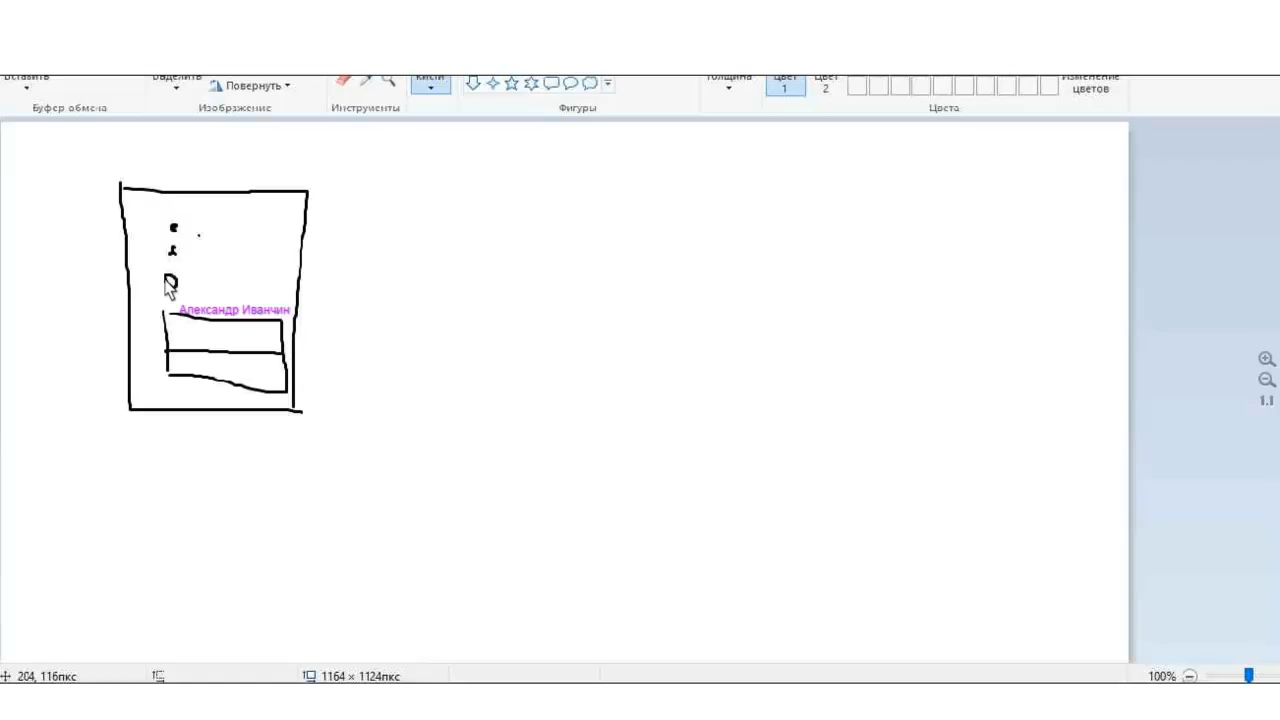 Вставить
Выделить
Повернуть
Кисти
Толщина
Цвет 1
Цвет 2
Изменение цветов
Буфер обмена
Изображение
Инструменты
Фигуры
Цвета
Александр Иванчин
1.1
204, 116пкс
1164 × 1124пкс
100%